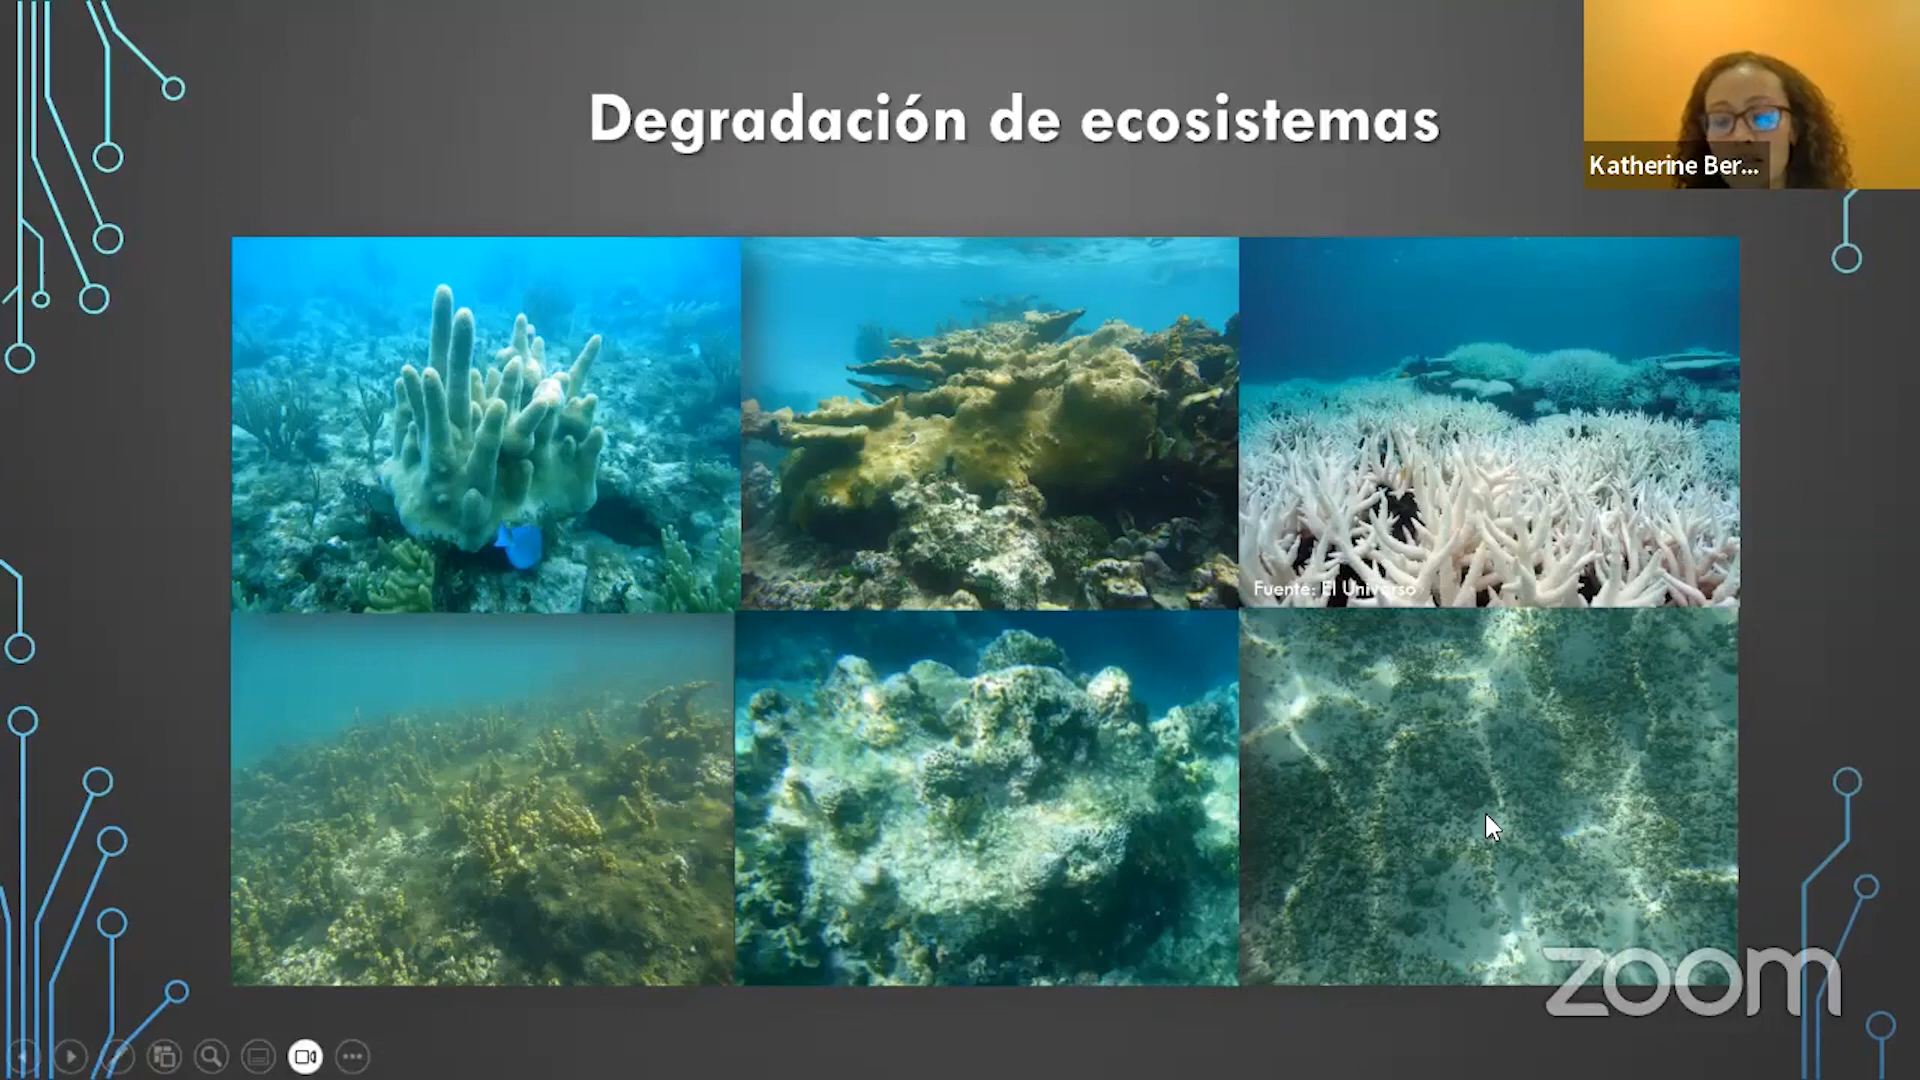 Degradación de ecosistemas
Katherine Ber...
Fuente: El Universo
zoom